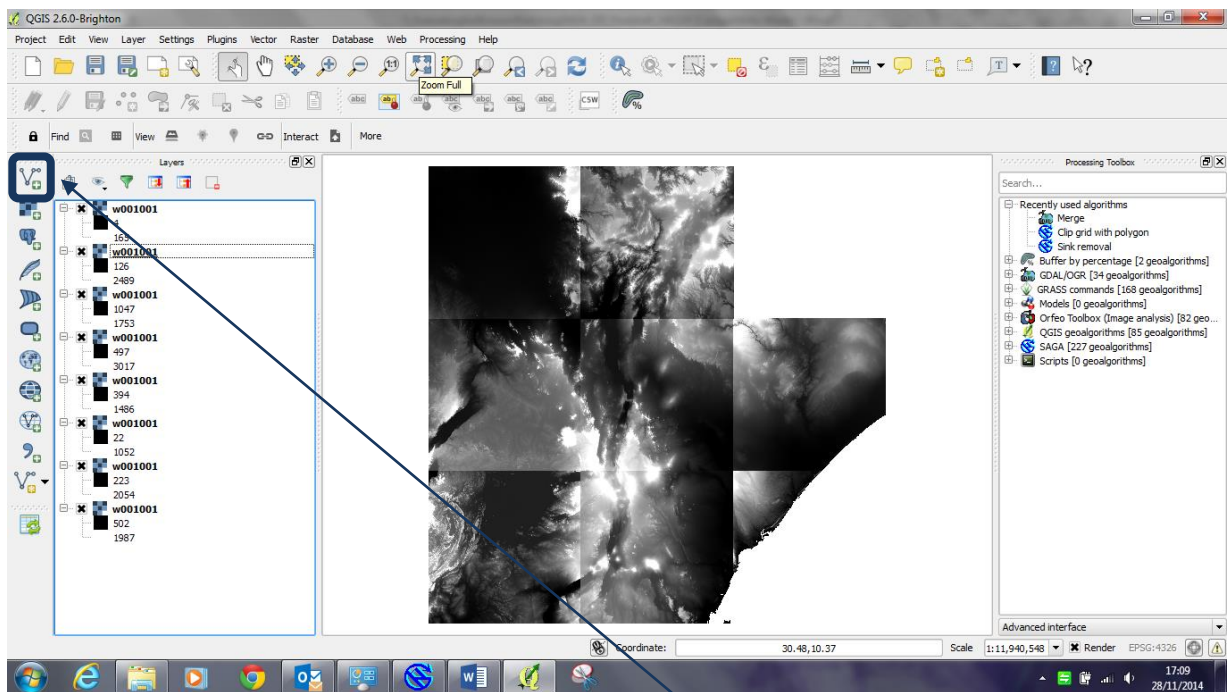 QGIS 2.6.0-Brighton
Project Edit View Layer Settings Plugins Vector Raster Database Web Processing Help
Zoom Full
CSW
Find View Interact More
Layers
w001001
165
w001001
126
2489
w001001
1047
1753
w001001
497
3017
w001001
394
1486
w001001
22
1052
w001001
223
2054
w001001
502
1987
Processing Toolbox
Search...
Recently used algorithms
Merge
Clip grid with polygon
Sink removal
Buffer by percentage [2 geoalgorithms]
GDAL/OGR [34 geoalgorithms]
GRASS commands [168 geoalgorithms]
Models [0 geoalgorithms]
Orfeo Toolbox (Image analysis) [82 geo...
QGIS geoalgorithms [85 geoalgorithms]
SAGA [227 geoalgorithms]
Scripts [0 geoalgorithms]
Advanced interface
Coordinate: 30.48,10.37 Scale 1:11,940,548 Render EPSG:4326
17:09
28/11/2014